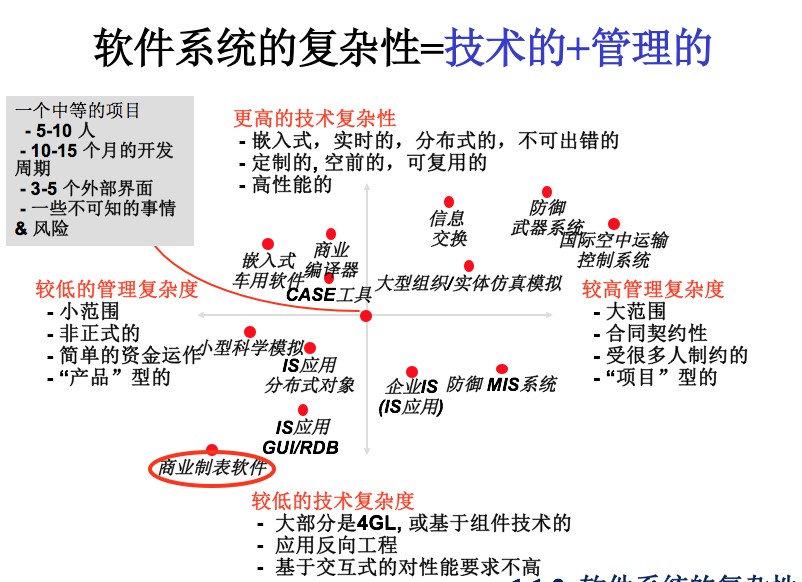 软件系统的复杂性=技术的+管理的
一个中等的项目
- 5-10 人
- 10-15 个月的开发
周期
- 3-5 个外部界面
- 一些不可知的事情
& 风险
更高的技术复杂性
- 嵌入式，实时的，分布式的，不可出错的
- 定制的, 空前的，可复用的
- 高性能的
信息
交换
防御
武器系统
国际空中运输
控制系统
嵌入式
车用软件
商业
编译器
CASE工具
大型组织/实体仿真模拟
较低的管理复杂度
- 小范围
- 非正式的
- 简单的资金运作
- “产品”型的
较高管理复杂度
- 大范围
- 合同契约性
- 受很多人制约的
- “项目”型的
小型科学模拟
IS应用
分布式对象
企业IS
(IS应用)
防御 MIS系统
IS应用
GUI/RDB
商业制表软件
较低的技术复杂度
- 大部分是4GL, 或基于组件技术的
- 应用反向工程
- 基于交互式的对性能要求不高